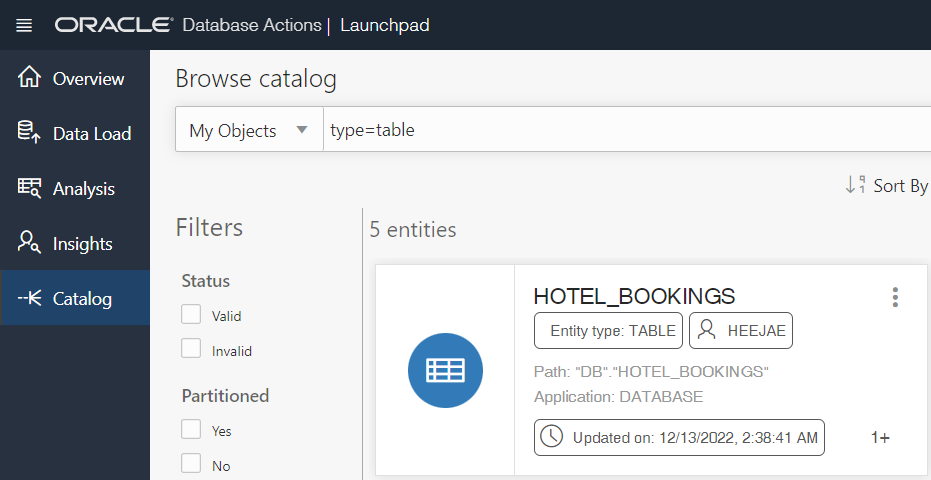 ORACLE Database Actions | Launchpad
Overview
Data Load
Analysis
Insights
Catalog
Browse catalog
My Objects type=table
Sort By
Filters
Status
Valid
Invalid
Partitioned
Yes
No
5 entities
HOTEL_BOOKINGS
Entity type: TABLE HEEJAE
Path: "DB"."HOTEL_BOOKINGS"
Application: DATABASE
Updated on: 12/13/2022, 2:38:41 AM 1+